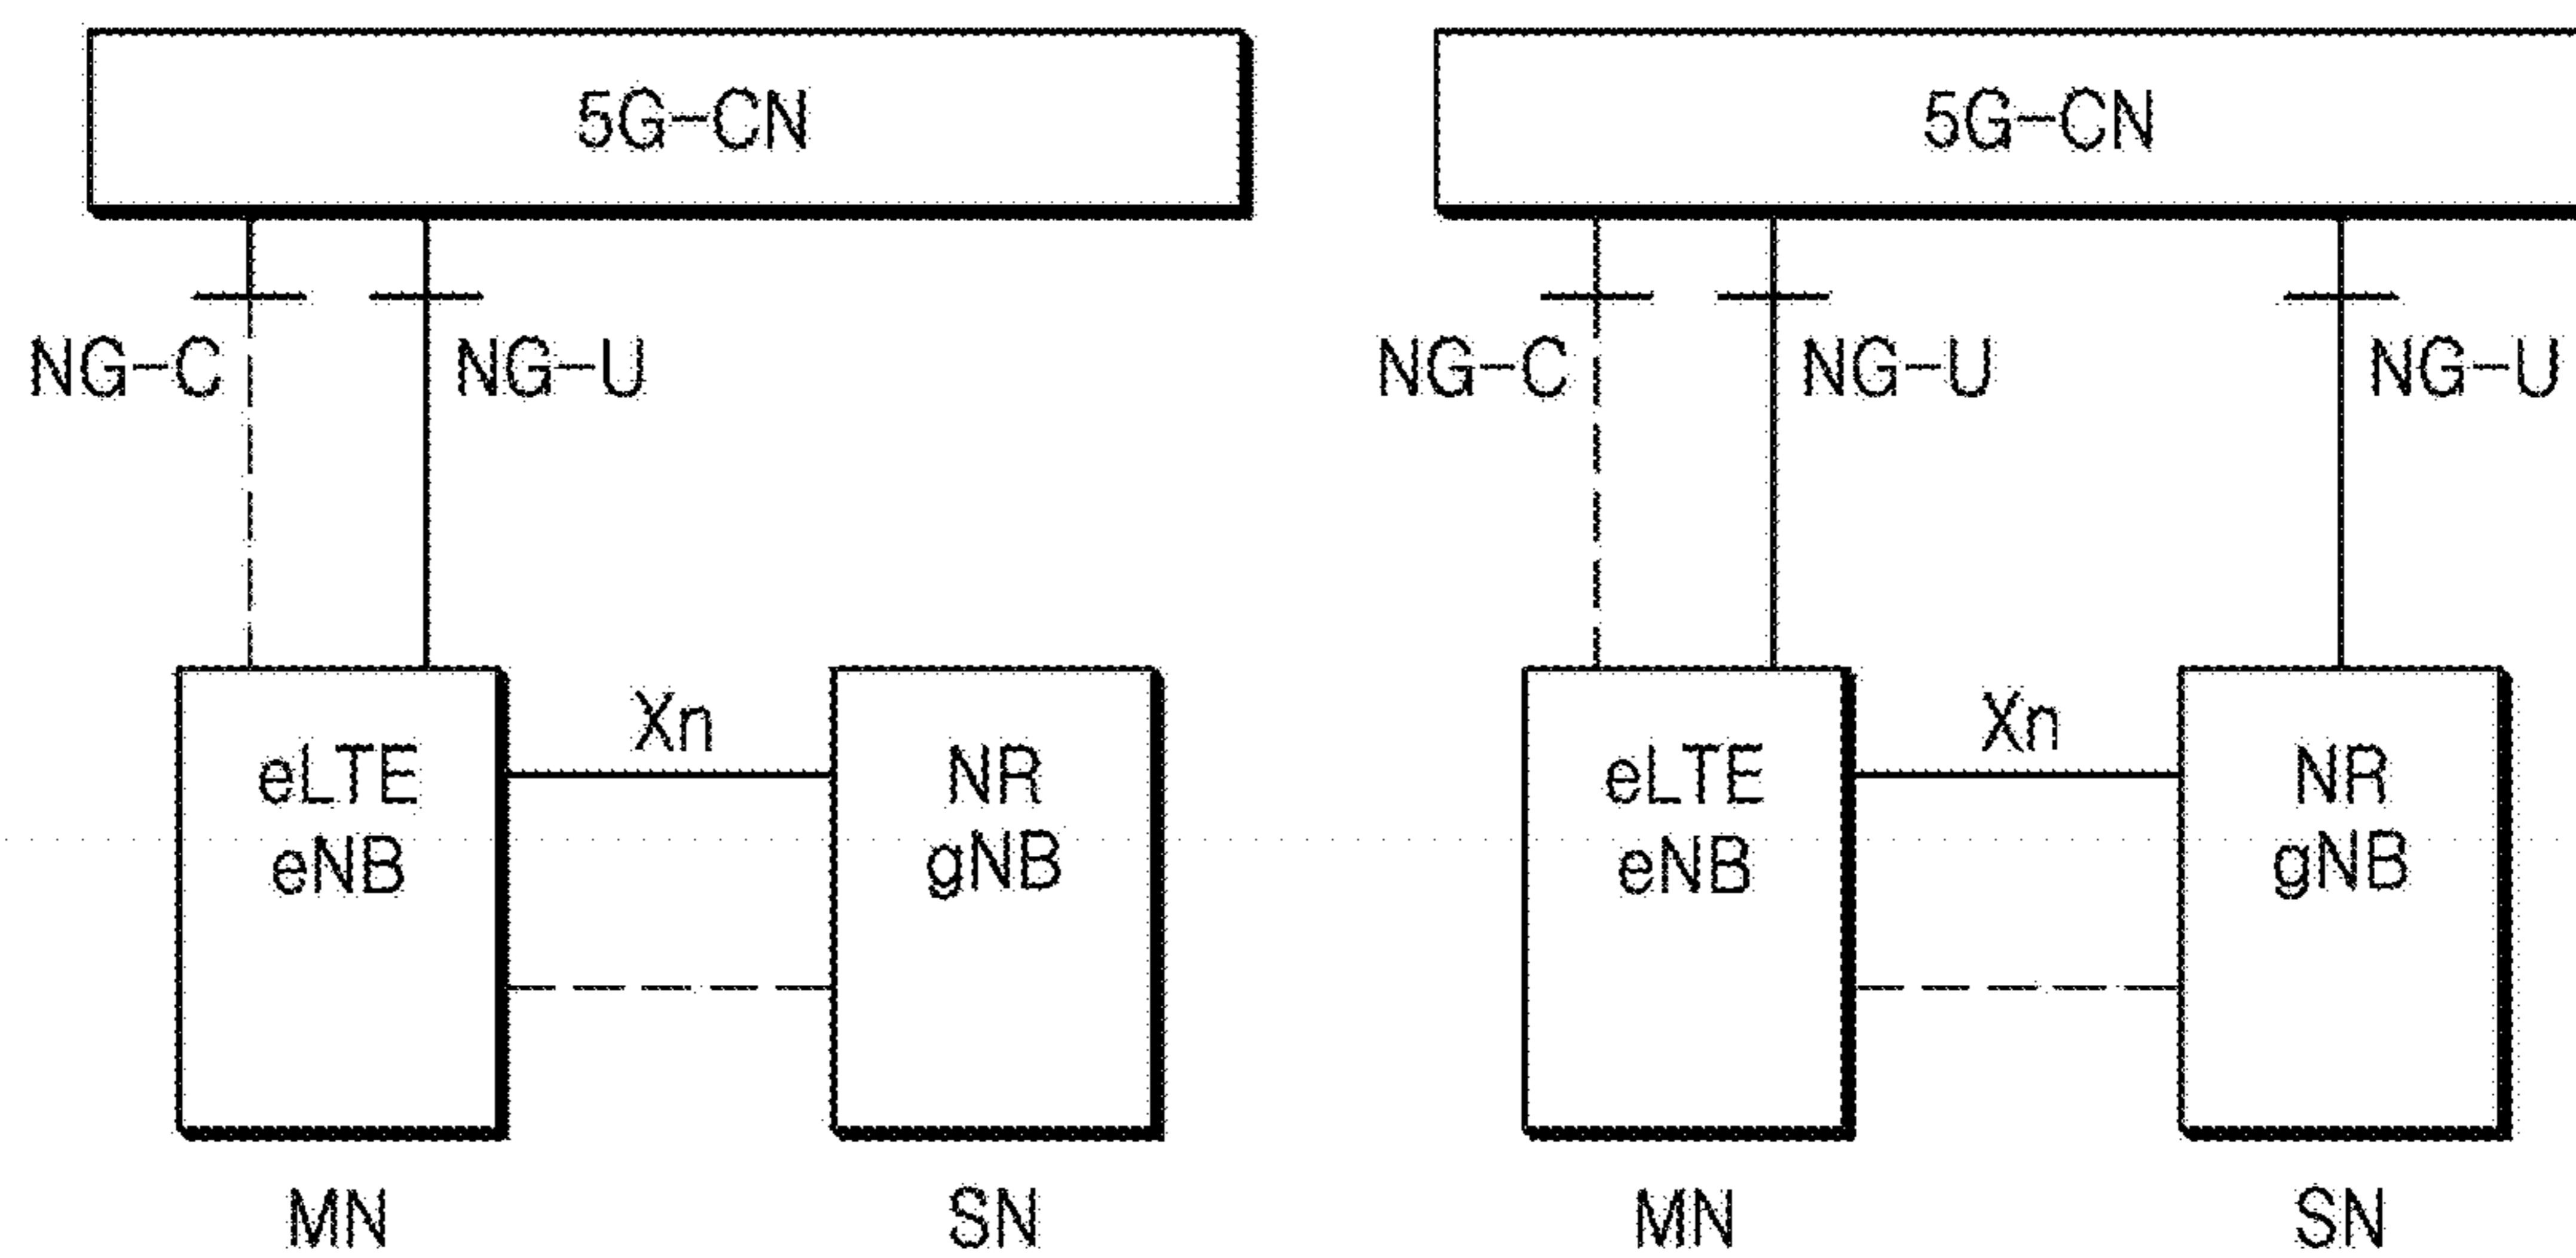 5G-CN
NG-C
NG-U
Xn
eLTE
eNB
NR
gNB
MN
SN
5G-CN
NG-C
NG-U
NG-U
Xn
eLTE
eNB
NR
gNB
MN
SN